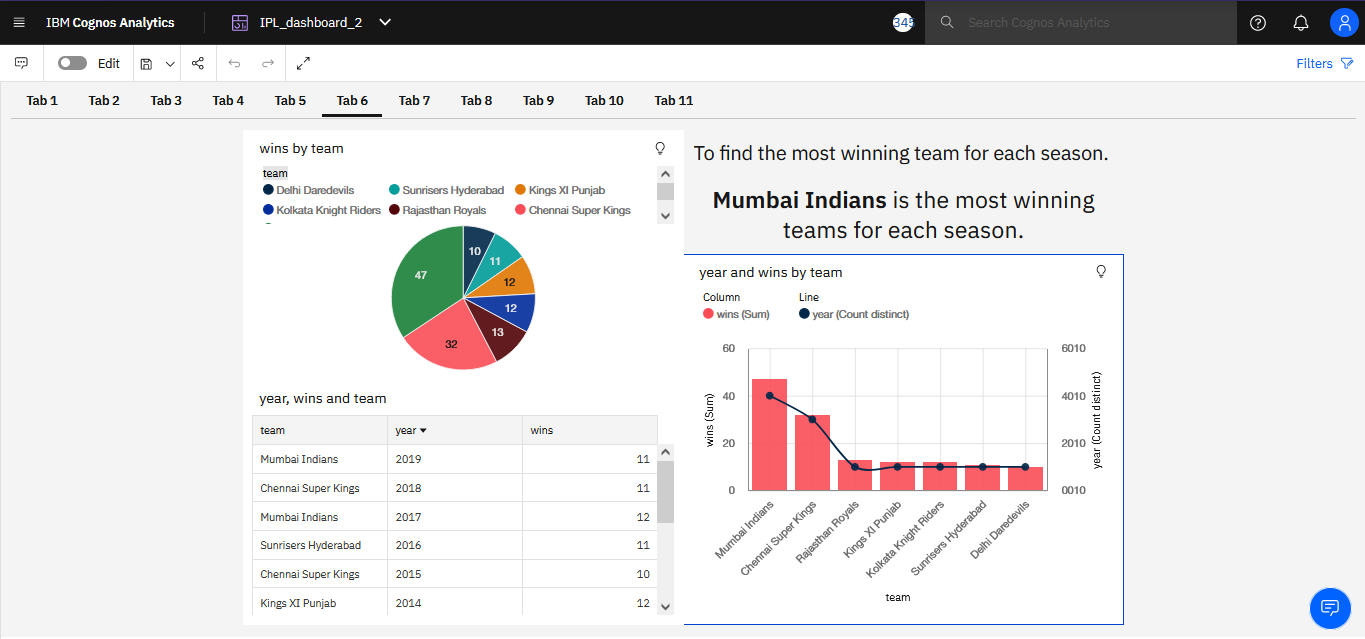 IBM Cognos Analytics
IPL_dashboard_2
345
Search Cognos Analytics
Edit
Filters
Tab 1 Tab 2 Tab 3 Tab 4 Tab 5 Tab 6 Tab 7 Tab 8 Tab 9 Tab 10 Tab 11
wins by team
team
Delhi Daredevils Sunrisers Hyderabad Kings XI Punjab
Kolkata Knight Riders Rajasthan Royals Chennai Super Kings
10
11
12
12
13
32
47
year, wins and team
team year wins
Mumbai Indians 2019 11
Chennai Super Kings 2018 11
Mumbai Indians 2017 12
Sunrisers Hyderabad 2016 11
Chennai Super Kings 2015 10
Kings XI Punjab 2014 12
To find the most winning team for each season.
Mumbai Indians is the most winning
teams for each season.
year and wins by team
Column Line
wins (Sum) year (Count distinct)
60 6010
40 4010
20 2010
0 0010
wins (Sum)
year (Count distinct)
Mumbai Indians
Chennai Super Kings
Rajasthan Royals
Kings XI Punjab
Kolkata Knight Riders
Sunrisers Hyderabad
Delhi Daredevils
team